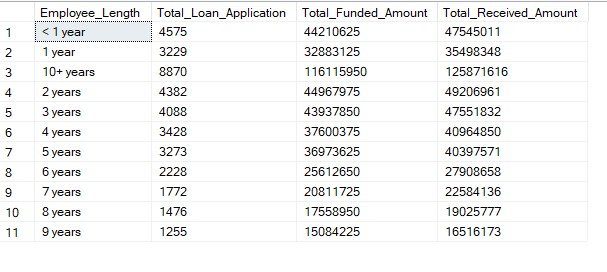 Employee_Length Total_Loan_Application Total_Funded_Amount Total_Received_Amount
1 < 1 year 4575 44210625 47545011
2 1 year 3229 32883125 35498348
3 10+ years 8870 116115950 125871616
4 2 years 4382 44967975 49206961
5 3 years 4088 43937850 47551832
6 4 years 3428 37600375 40964850
7 5 years 3273 36973625 40397571
8 6 years 2228 25612650 27908658
9 7 years 1772 20811725 22584136
10 8 years 1476 17558950 19025777
11 9 years 1255 15084225 16516173